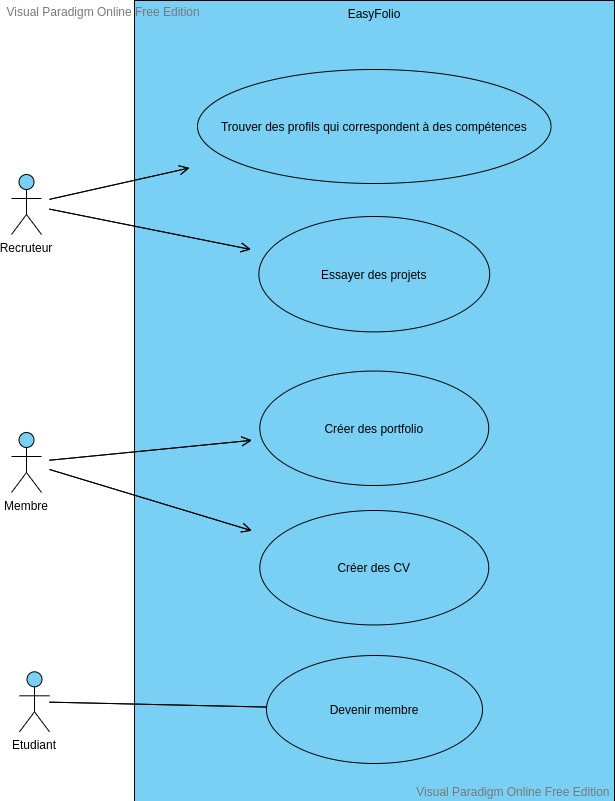 Visual Paradigm Online Free Edition
EasyFolio
Trouver des profils qui correspondent à des compétences
Recruteur
Essayer des projets
Créer des portfolio
Membre
Créer des CV
Devenir membre
Etudiant
Visual Paradigm Online Free Edition